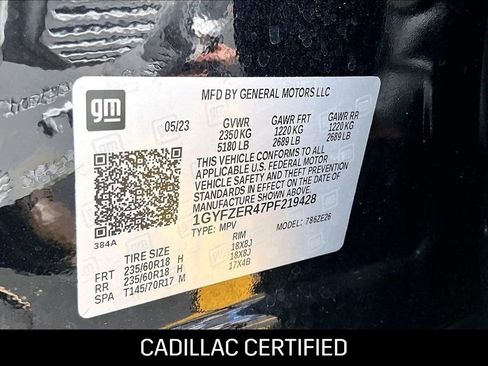 gm
MFD BY GENERAL MOTORS LLC
05/23 GVWR GAWR FRT GAWR RR
2350 KG 1220 KG 1220 KG
5180 LB 2689 LB 2689 LB
THIS VEHICLE CONFORMS TO ALL
APPLICABLE U.S. FEDERAL MOTOR
VEHICLE SAFETY AND THEFT PREVENTION
STANDARDS IN EFFECT ON THE DATE OF
MANUFACTURE SHOWN ABOVE.
1GYFZER47PF219428
TYPE: MPV MODEL: 786ZE26
384A
TIRE SIZE RIM
FRT 235/60R18 H 18X8J
RR 235/60R18 H 18X8J
SPA T145/70R17 M 17X4B
CADILLAC CERTIFIED